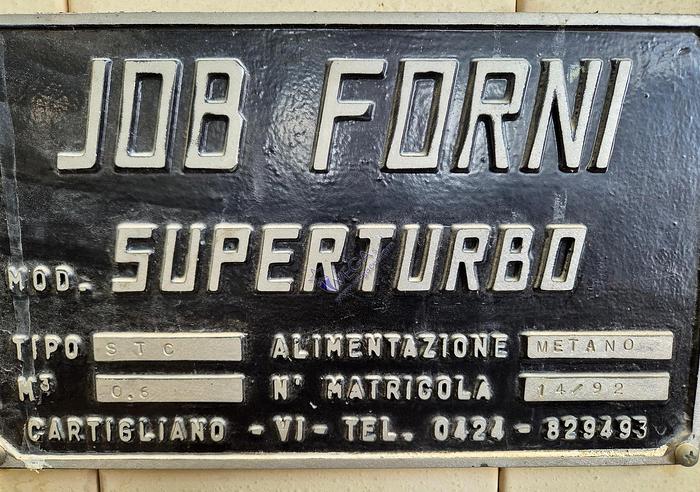 JOB FORNI
MOD. SUPERTURBO
TIPO STC ALIMENTAZIONE METANO
M³ 0,6 N° MATRICOLA 14/92
CARTIGLIANO - VI - TEL. 0424 - 829493